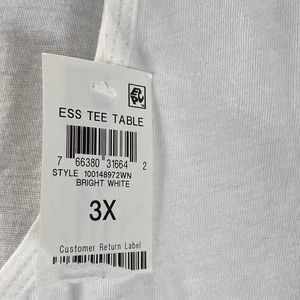 ESS TEE TABLE
7 66380 31664 2
STYLE 100148972WN
BRIGHT WHITE
3X
Customer Return Label